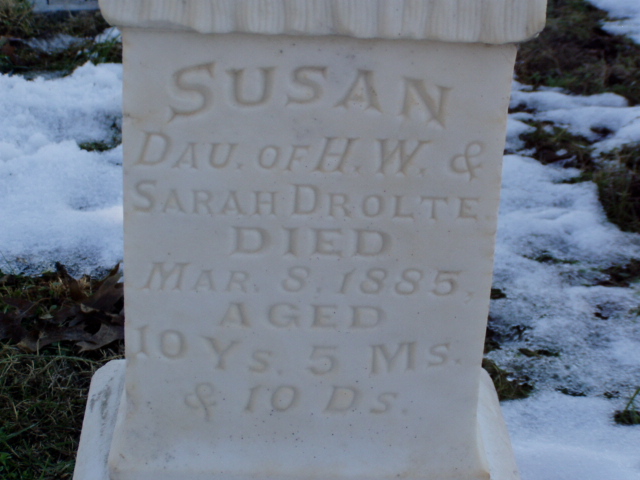 SUSAN
DAU. OF H. W. &
SARAH DROLTE
DIED
MAR. 8. 1885,
AGED
10 Ys. 5 Ms.
& 10 Ds.